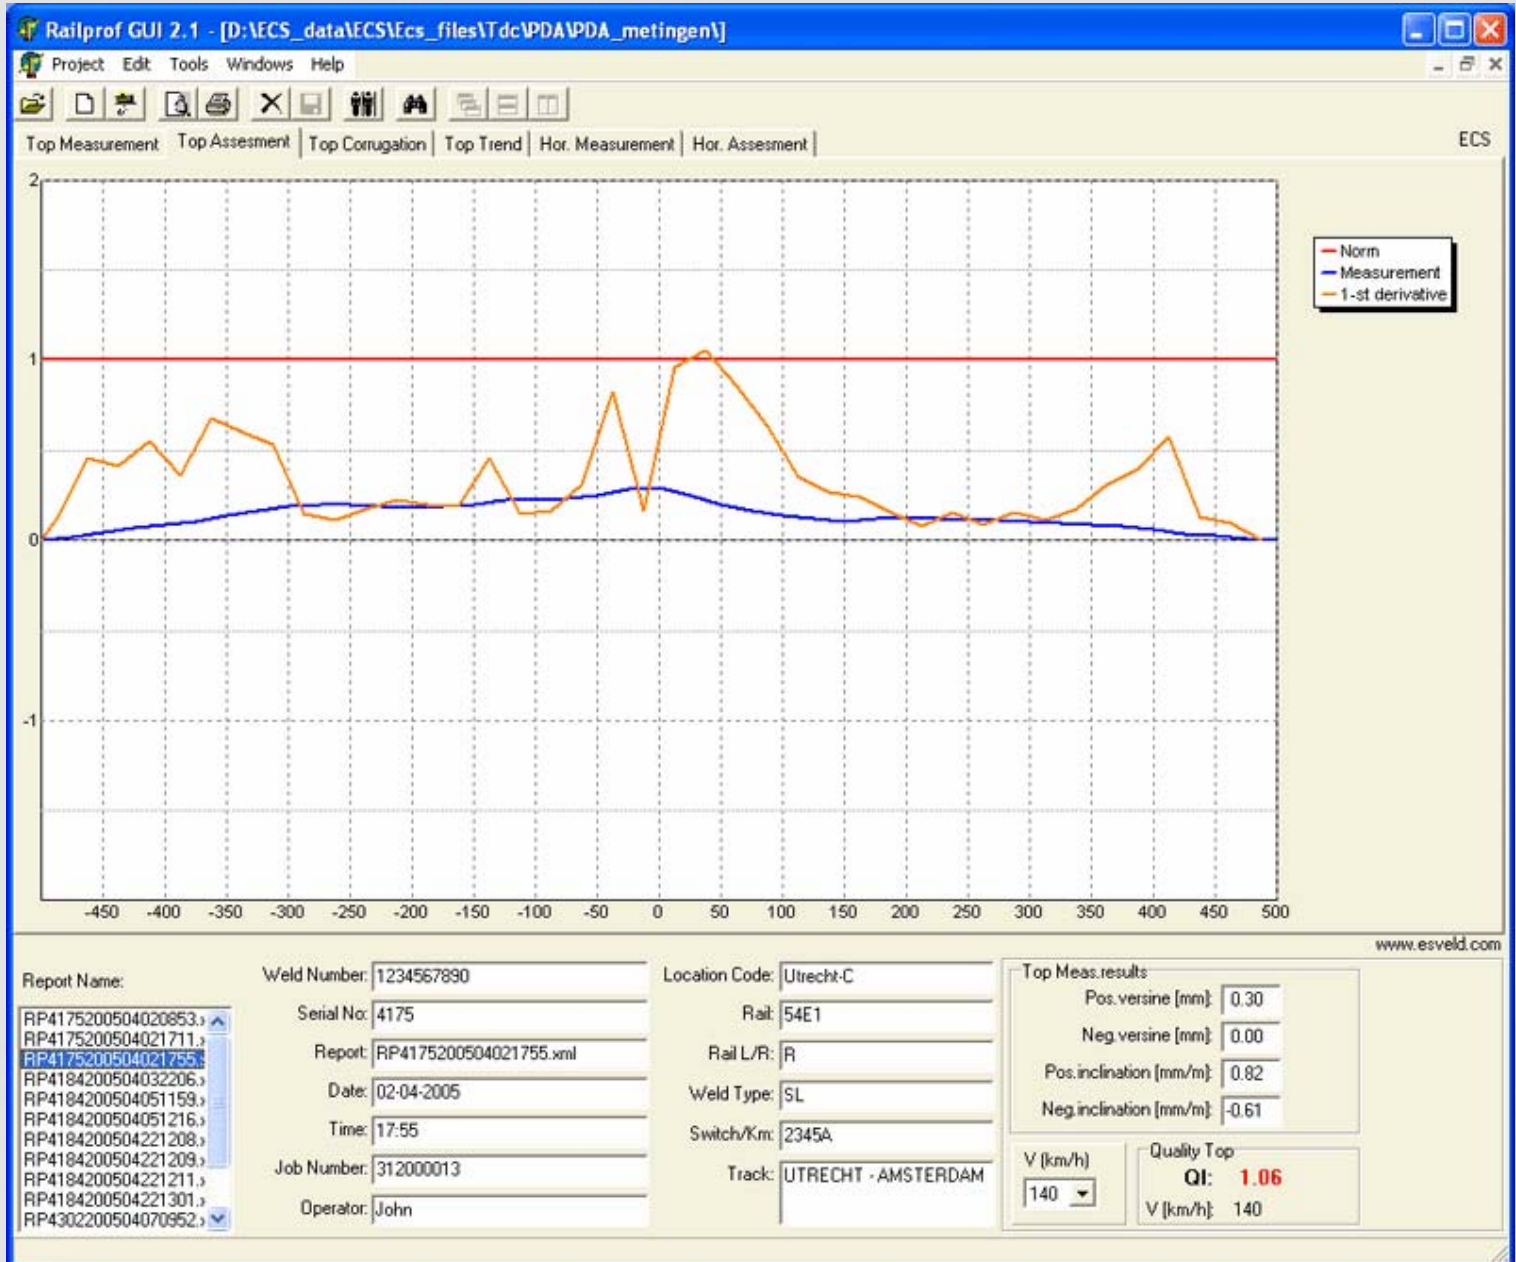 Railprof GUI 2.1 - [D:\ECS_data\ECS\Ecs_files\Tdc\PDA\PDA_metingen\]
Project Edit Tools Windows Help
Top Measurement Top Assesment Top Corrugation Top Trend Hor. Measurement Hor. Assesment ECS
2
Norm
Measurement
1-st derivative
1
0
-1
-450 -400 -350 -300 -250 -200 -150 -100 -50 0 50 100 150 200 250 300 350 400 450 500
www.esveld.com
Report Name:
RP4175200504020853.x
RP4175200504021711.x
RP4175200504021755.x
RP4184200504032206.x
RP4184200504051159.x
RP4184200504051216.x
RP4184200504221208.x
RP4184200504221209.x
RP4184200504221211.x
RP4184200504221301.x
RP4302200504070952.x
Weld Number: 1234567890
Serial No: 4175
Report: RP4175200504021755.xml
Date: 02-04-2005
Time: 17:55
Job Number: 312000013
Operator: John
Location Code: Utrecht-C
Rail: 54E1
Rail L/R: R
Weld Type: SL
Switch/Km: 2345A
Track: UTRECHT - AMSTERDAM
Top Meas.results
Pos.versine [mm]: 0.30
Neg.versine [mm]: 0.00
Pos.inclination [mm/m]: 0.82
Neg.inclination [mm/m]: -0.61
V (km/h)
140
Quality Top
QI: 1.06
V [km/h]: 140